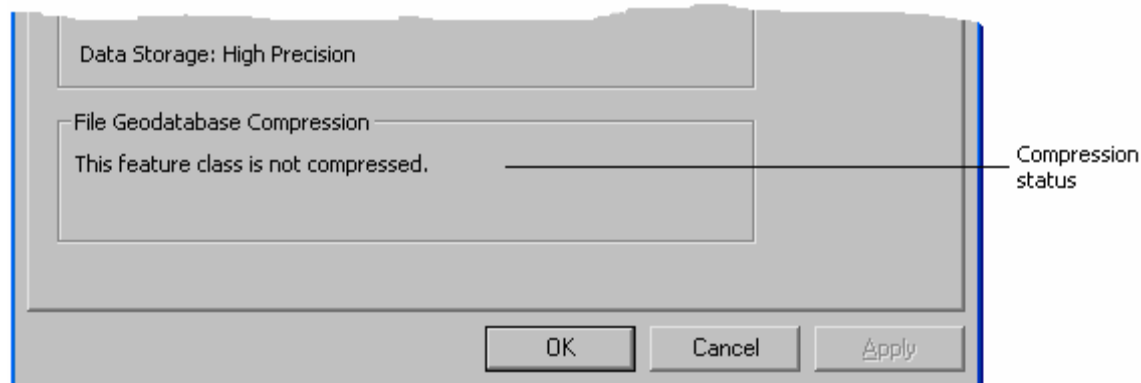 Data Storage: High Precision
File Geodatabase Compression
This feature class is not compressed.
Compression
status
OK
Cancel
Apply